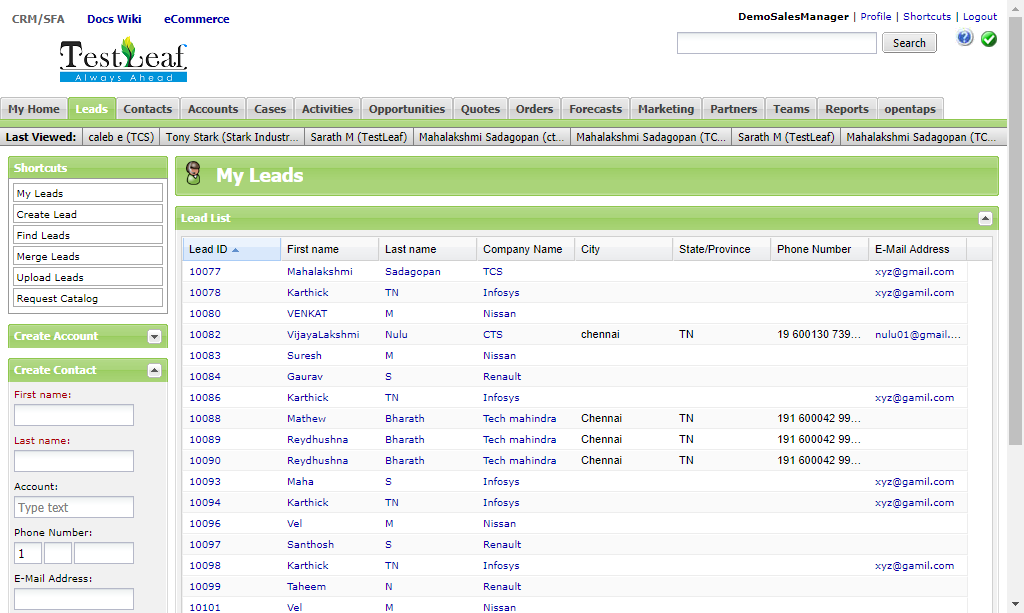 CRM/SFA Docs Wiki eCommerce
DemoSalesManager | Profile | Shortcuts | Logout
TestLeaf
Always Ahead
Search
My Home Leads Contacts Accounts Cases Activities Opportunities Quotes Orders Forecasts Marketing Partners Teams Reports opentaps
Last Viewed: caleb e (TCS) Tony Stark (Stark Industr... Sarath M (TestLeaf) Mahalakshmi Sadagopan (ct... Mahalakshmi Sadagopan (TC... Sarath M (TestLeaf) Mahalakshmi Sadagopan (TC...
Shortcuts
My Leads
Create Lead
Find Leads
Merge Leads
Upload Leads
Request Catalog
Create Account
Create Contact
First name:
Last name:
Account:
Type text
Phone Number:
1
E-Mail Address:
My Leads
Lead List
Lead ID First name Last name Company Name City State/Province Phone Number E-Mail Address
10077 Mahalakshmi Sadagopan TCS xyz@gmail.com
10078 Karthick TN Infosys xyz@gamil.com
10080 VENKAT M Nissan
10082 VijayaLakshmi Nulu CTS chennai TN 19 600130 739... nulu01@gmail....
10083 Suresh M Nissan
10084 Gaurav S Renault
10086 Karthick TN Infosys xyz@gamil.com
10088 Mathew Bharath Tech mahindra Chennai TN 191 600042 99...
10089 Reydhushna Bharath Tech mahindra Chennai TN 191 600042 99...
10090 Reydhushna Bharath Tech mahindra Chennai TN 191 600042 99...
10093 Maha S Infosys xyz@gamil.com
10094 Karthick TN Infosys xyz@gamil.com
10096 Vel M Nissan
10097 Santhosh S Renault
10098 Karthick TN Infosys xyz@gamil.com
10099 Taheem N Renault
10101 Vel M Nissan